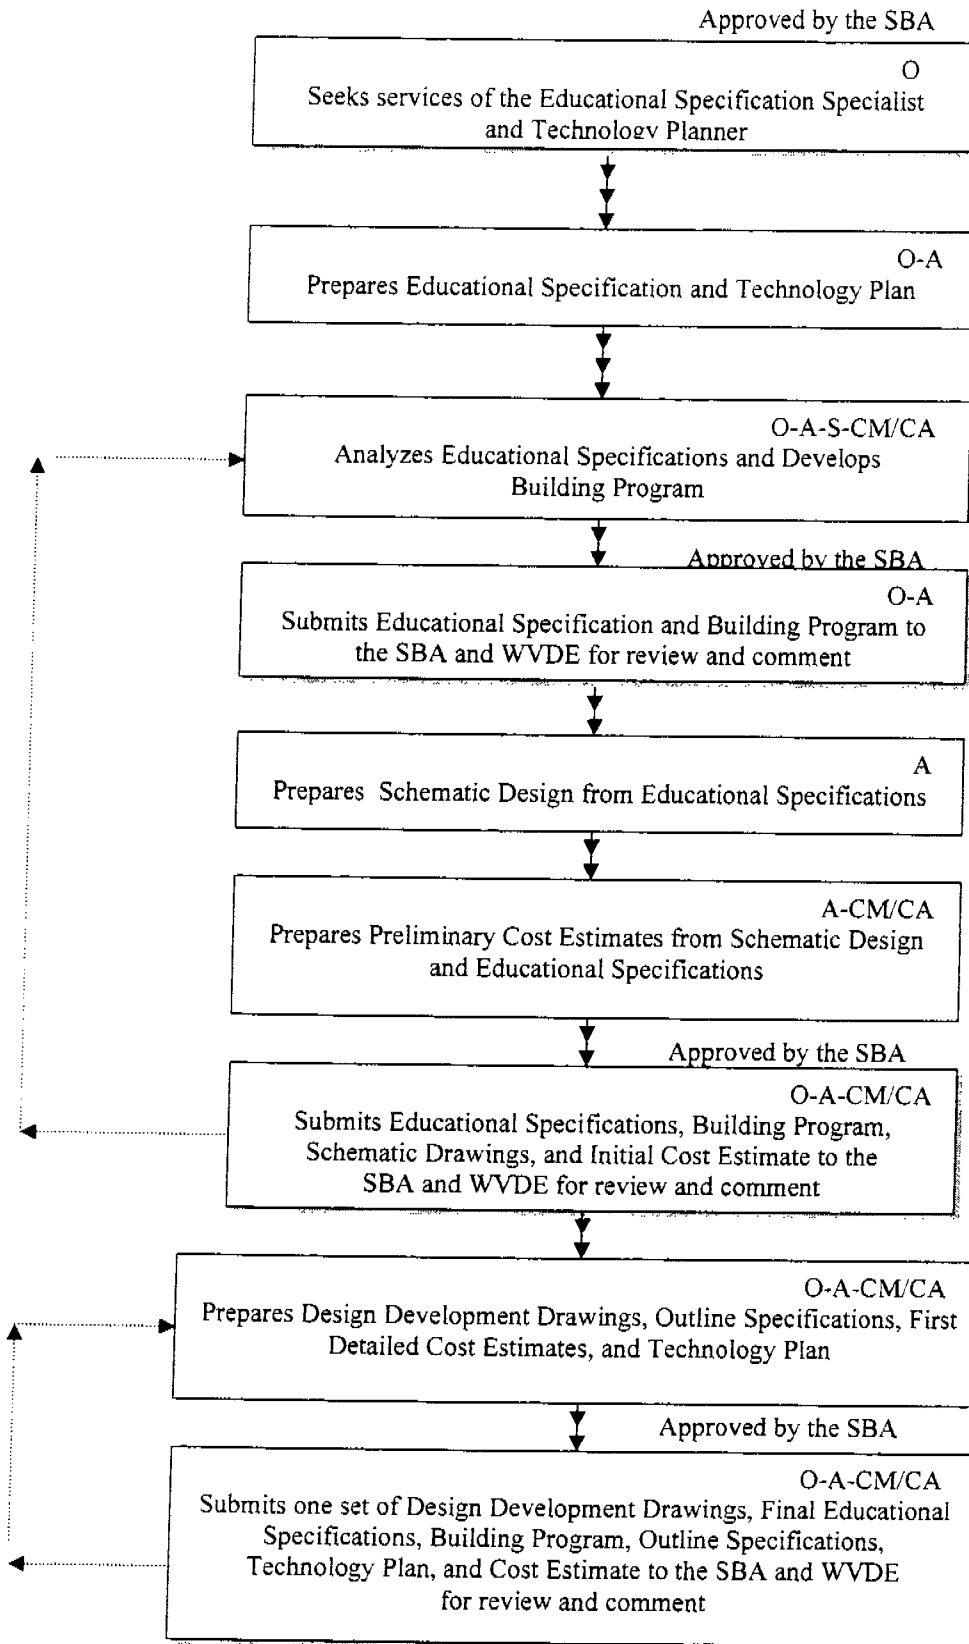 Approved by the SBA
O
Seeks services of the Educational Specification Specialist
and Technology Planner
O-A
Prepares Educational Specification and Technology Plan
O-A-S-CM/CA
Analyzes Educational Specifications and Develops
Building Program
Approved by the SBA
O-A
Submits Educational Specification and Building Program to
the SBA and WVDE for review and comment
A
Prepares Schematic Design from Educational Specifications
A-CM/CA
Prepares Preliminary Cost Estimates from Schematic Design
and Educational Specifications
Approved by the SBA
O-A-CM/CA
Submits Educational Specifications, Building Program,
Schematic Drawings, and Initial Cost Estimate to the
SBA and WVDE for review and comment
O-A-CM/CA
Prepares Design Development Drawings, Outline Specifications, First
Detailed Cost Estimates, and Technology Plan
Approved by the SBA
O-A-CM/CA
Submits one set of Design Development Drawings, Final Educational
Specifications, Building Program, Outline Specifications,
Technology Plan, and Cost Estimate to the SBA and WVDE
for review and comment